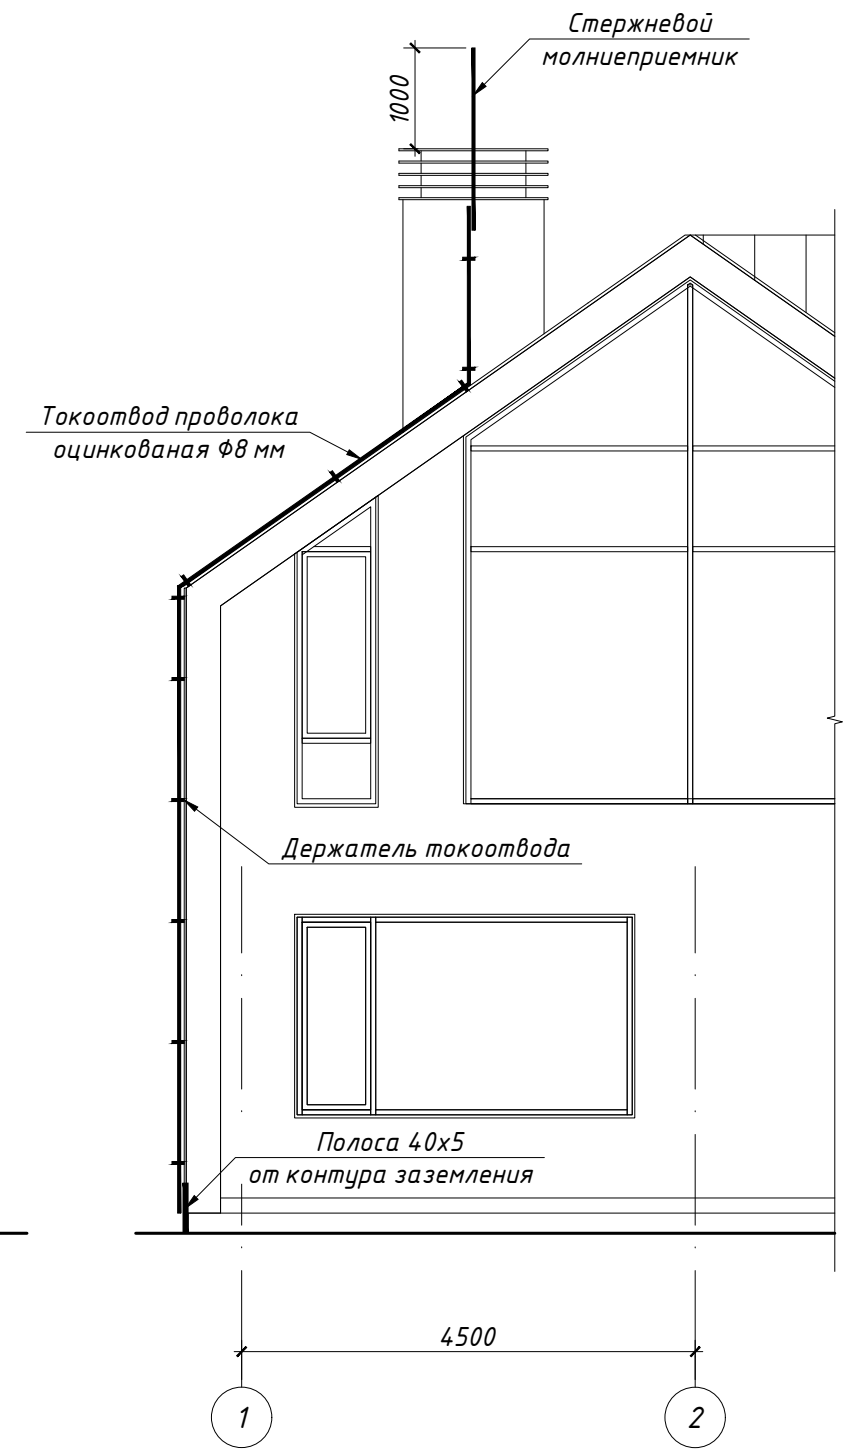 Стержневой
молниеприемник
1000
Токоотвод проволока
оцинкованая Ф8 мм
Держатель токоотвода
Полоса 40х5
от контура заземления
4500
1
2